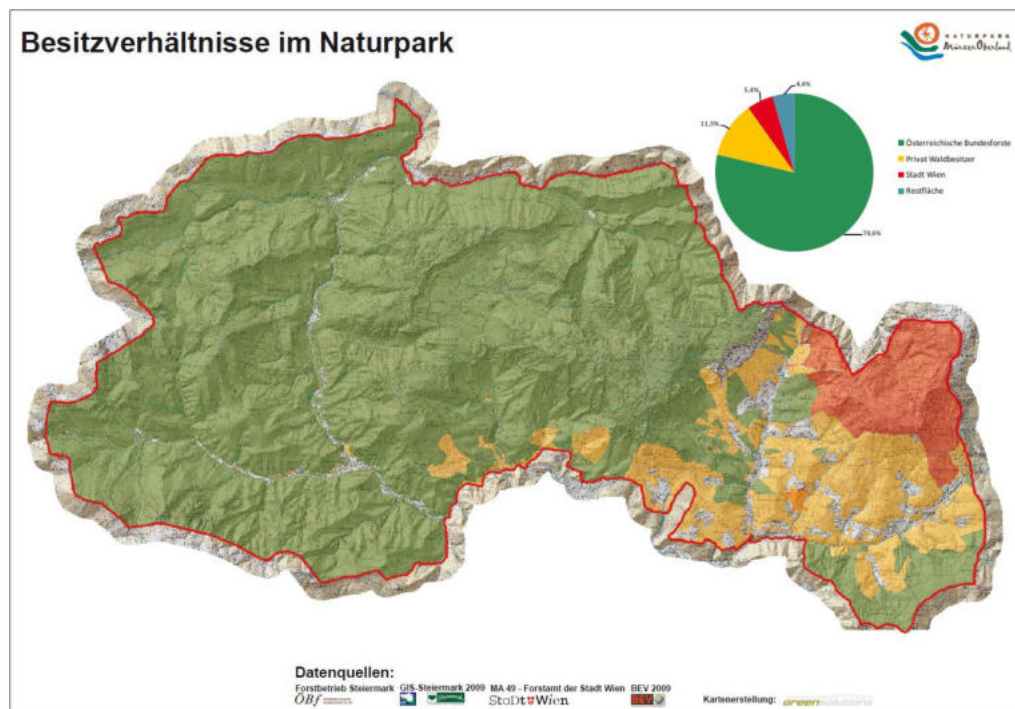 Besitzverhältnisse im Naturpark
NATURPARK
Mürzer Oberland
5,4%
4,4%
11,5%
Österreichische Bundesforste
Privat Waldbesitzer
Stadt Wien
Restfläche
78,6%
Datenquellen:
Forstbetrieb Steiermark GIS-Steiermark 2009 MA 49 - Forstamt der Stadt Wien BEV 2009
ÖBf StaDt Wien BEV
Kartenerstellung: greensolutions